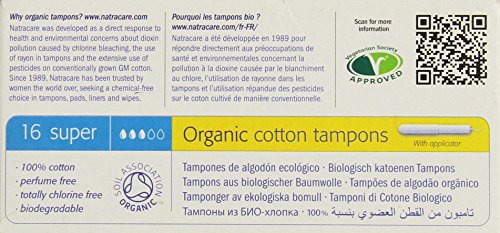 Why organic tampons?
www.natracare.com
Natracare was developed as a direct response to
health and environmental concerns about dioxin
pollution caused by chlorine bleaching, the
use of rayon in tampons and the extensive use of
pesticides on conventionally grown GM cotton.
Since 1989, Natracare has been trusted by
women the world over, seeking a chemical-free
choice in tampons, pads, liners and wipes.
Pourquoi les tampons bio ?
www.natracare.com/fr-FR/
Natracare a été développée en 1989 pour
répondre directement aux préoccupations de santé
et environnementales concernant la
pollution à la dioxine causée par le blanchiment
au chlore, l'utilisation de rayonne dans les
tampons et l'utilisation répandue des pesticides
sur le coton cultivé de manière conventionnelle.
Scan for more
information
Vegetarian Society
APPROVED
16 super
Organic cotton tampons
With applicator
• 100% cotton
• perfume free
• totally chlorine free
• biodegradable
SOIL ASSOCIATION
ORGANIC
Tampones de algodón ecológico · Biologisch katoenen Tampons
Tampons aus biologischer Baumwolle · Tampões de algodão orgânico
Tamponger av ekologiska bomull · Tamponi di Cotone Biologico
Тампоны из БИО-хлопка · تامبون من القطن العضوي بنسبة 100%